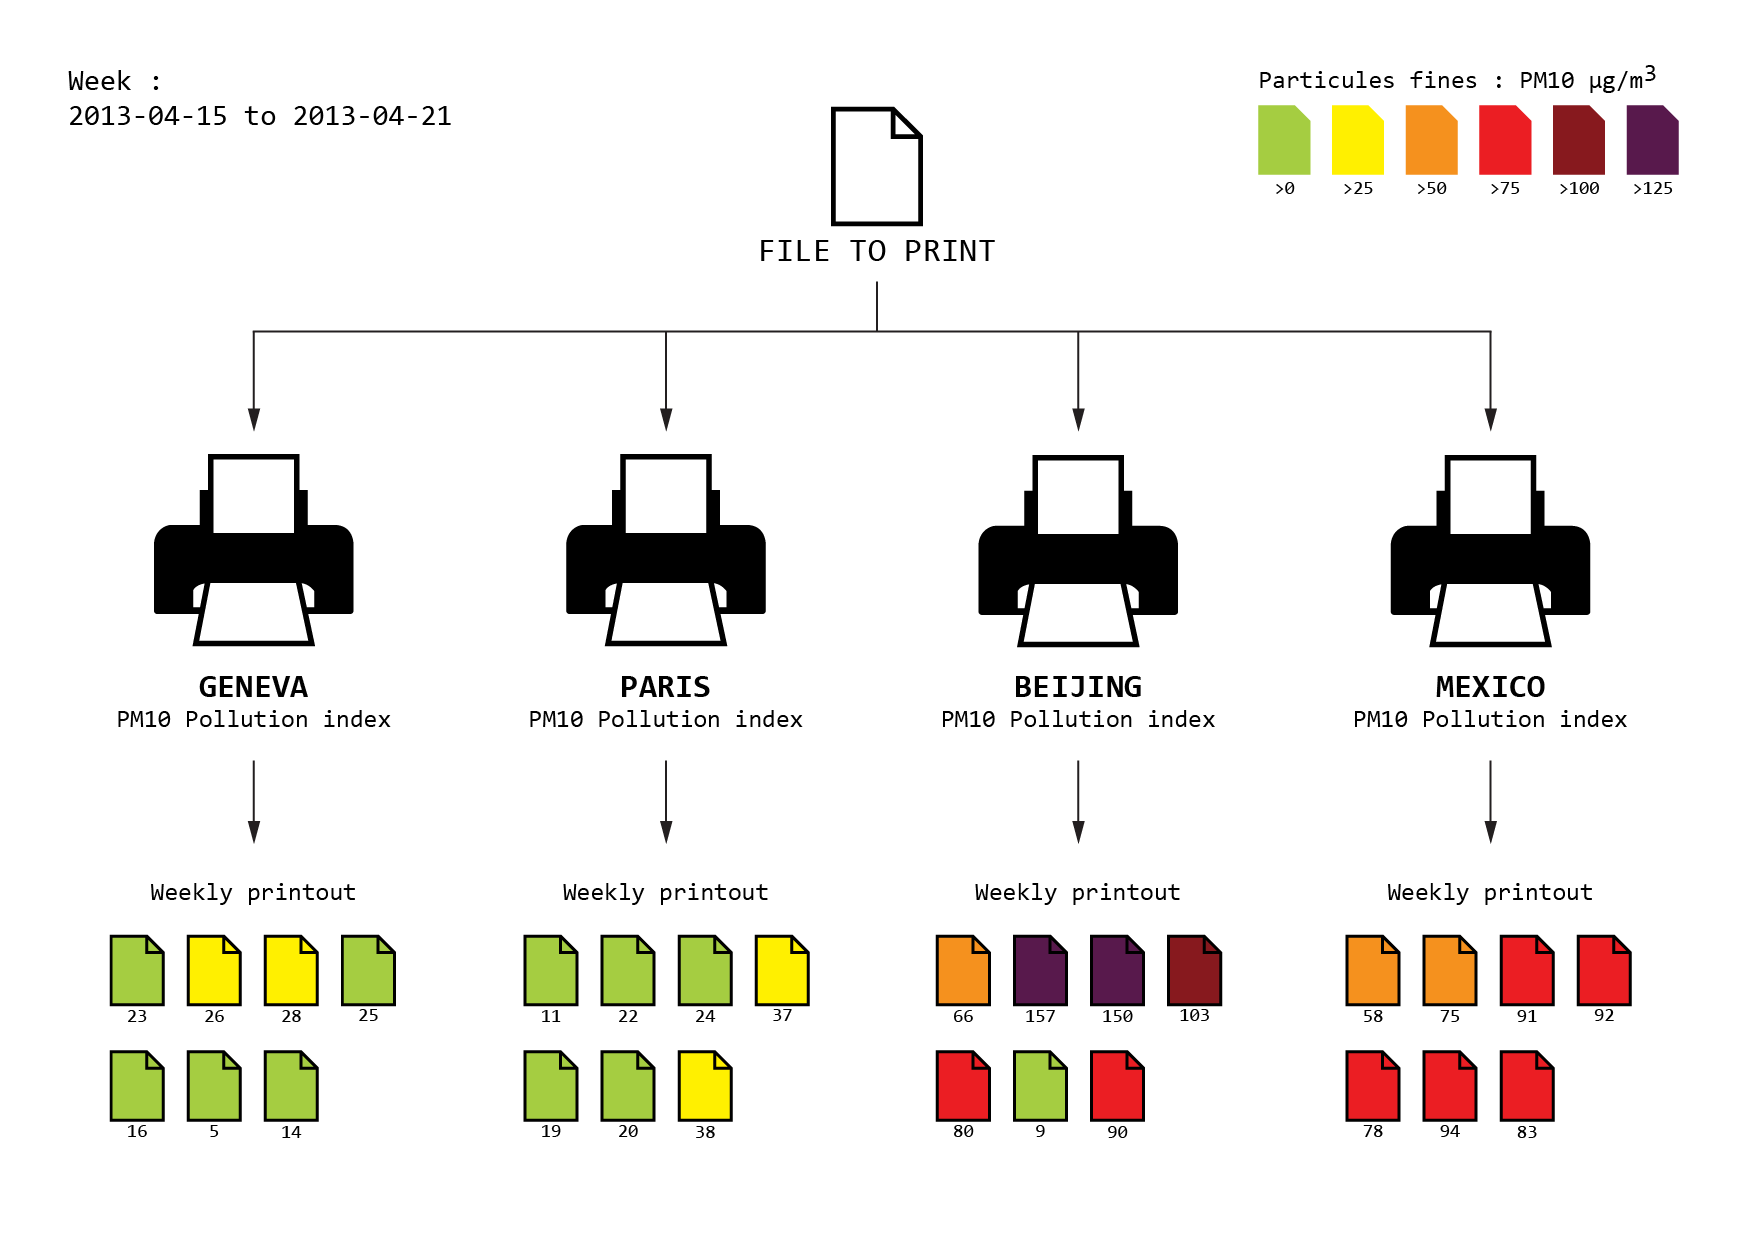 Week :
2013-04-15 to 2013-04-21
Particules fines : PM10 µg/m³
>0 >25 >50 >75 >100 >125
FILE TO PRINT
GENEVA
PM10 Pollution index
PARIS
PM10 Pollution index
BEIJING
PM10 Pollution index
MEXICO
PM10 Pollution index
Weekly printout
23 26 28 25
16 5 14
Weekly printout
11 22 24 37
19 20 38
Weekly printout
66 157 150 103
80 9 90
Weekly printout
58 75 91 92
78 94 83